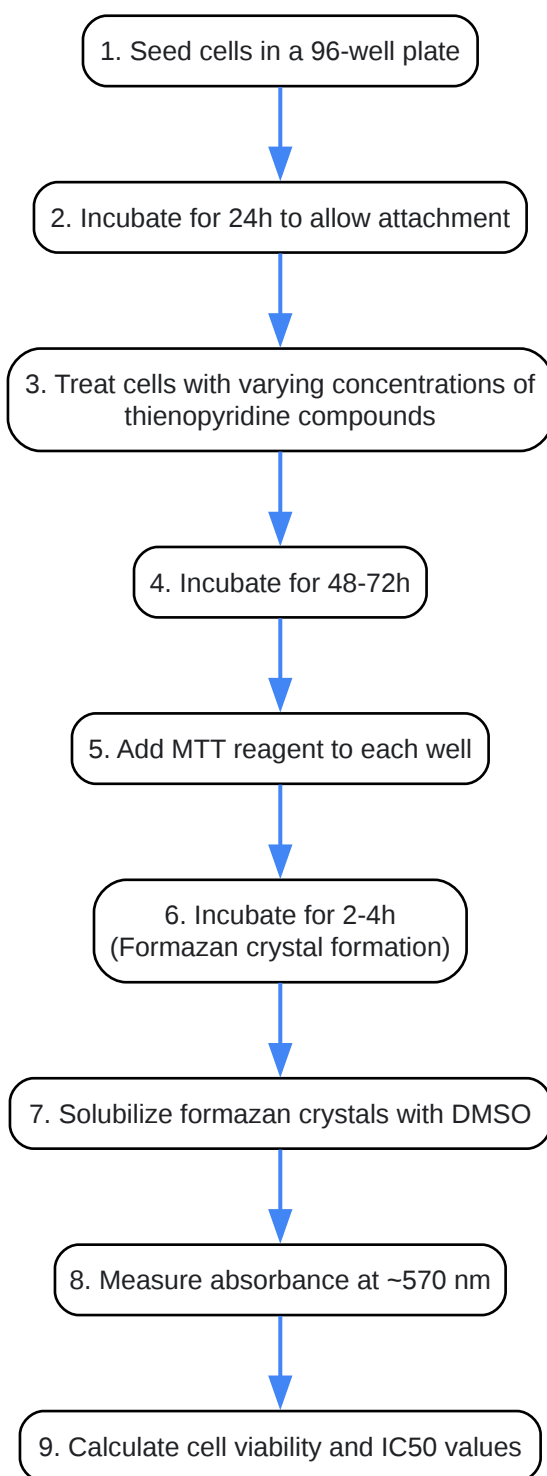 1. Seed cells in a 96-well plate
2. Incubate for 24h to allow attachment
3. Treat cells with varying concentrations of
thienopyridine compounds
4. Incubate for 48-72h
5. Add MTT reagent to each well
6. Incubate for 2-4h
(Formazan crystal formation)
7. Solubilize formazan crystals with DMSO
8. Measure absorbance at ~570 nm
9. Calculate cell viability and IC50 values